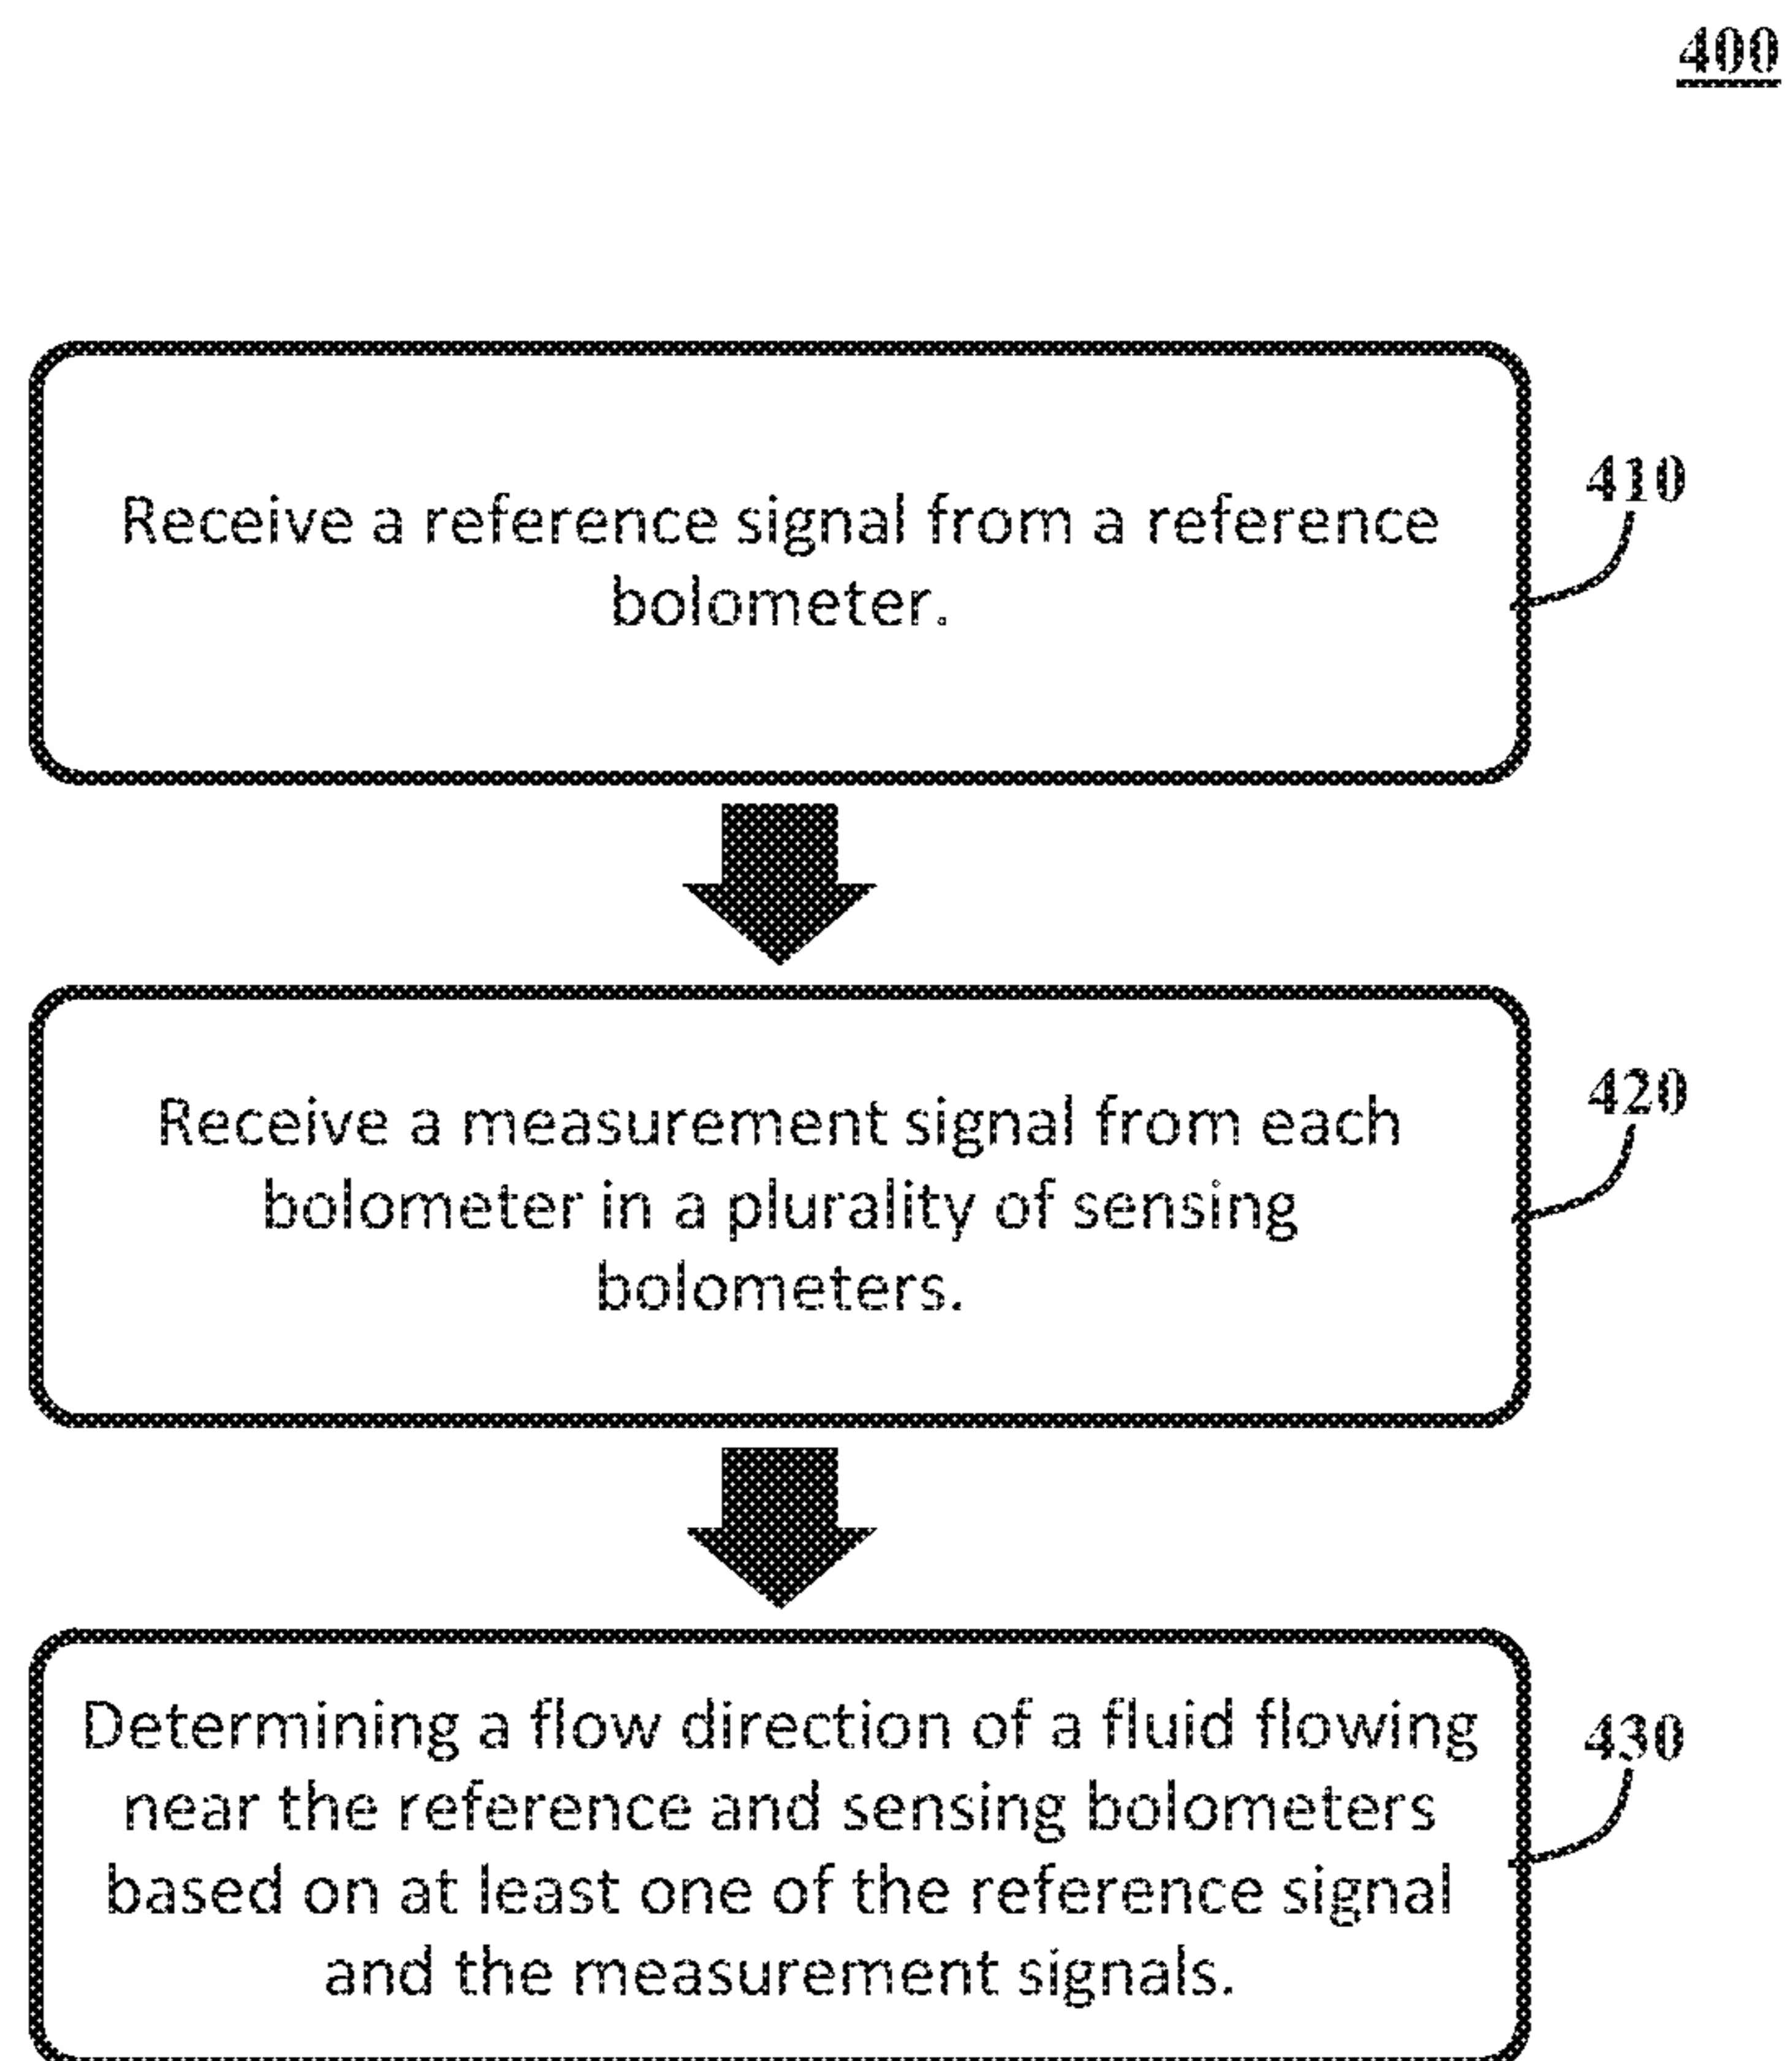 400
Receive a reference signal from a reference
bolometer.
410
Receive a measurement signal from each
bolometer in a plurality of sensing
bolometers.
420
Determining a flow direction of a fluid flowing
near the reference and sensing bolometers
based on at least one of the reference signal
and the measurement signals.
430